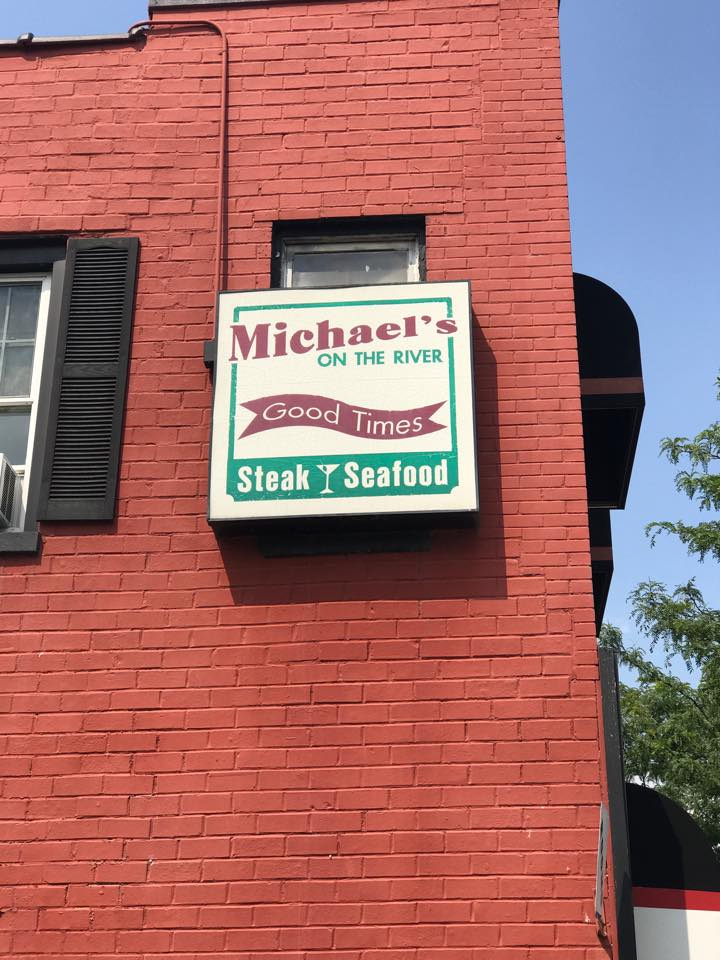 Michael's
ON THE RIVER
Good Times
Steak Seafood